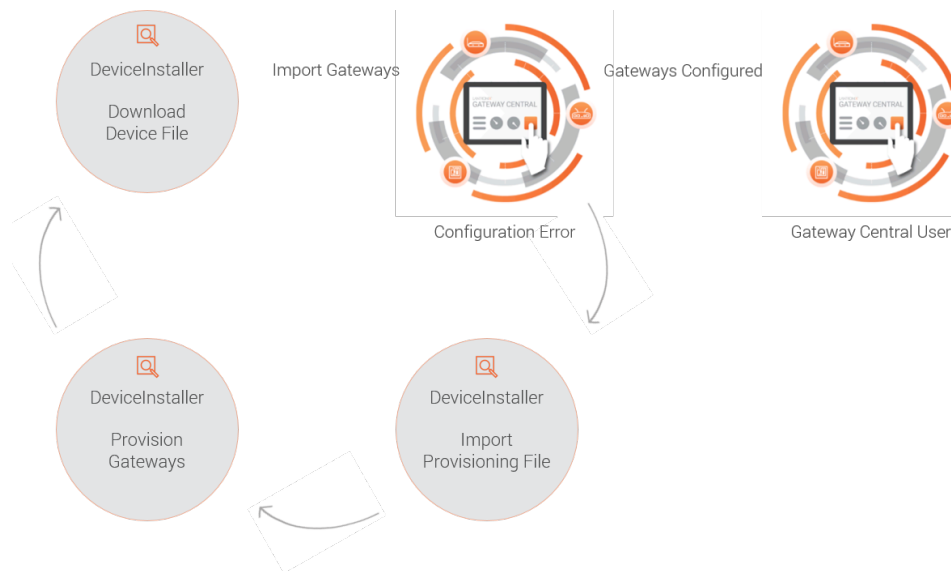 DeviceInstaller
Download
Device File
Import Gateways
GATEWAY CENTRAL
Gateways Configured
GATEWAY CENTRAL
Configuration Error
Gateway Central User
DeviceInstaller
Provision
Gateways
DeviceInstaller
Import
Provisioning File